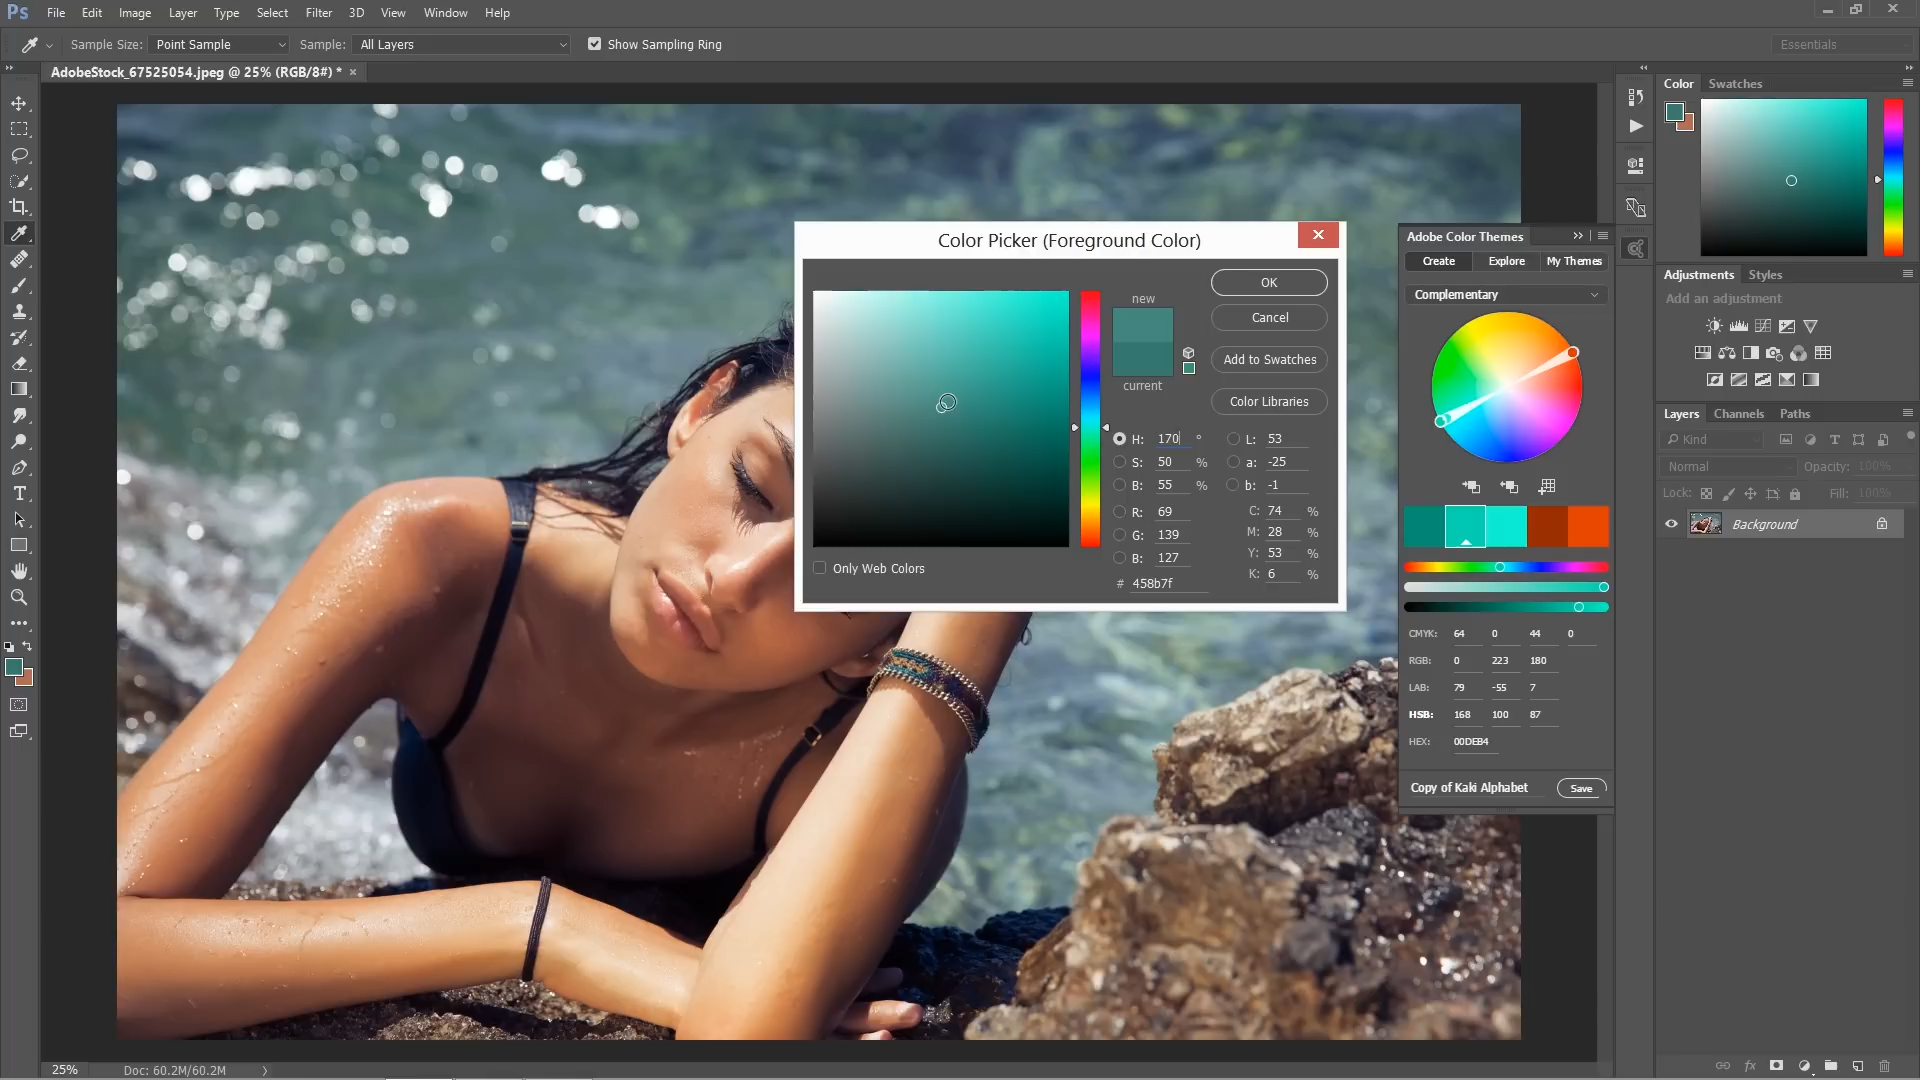 Ps File Edit Image Layer Type Select Filter 3D View Window Help
Sample Size: Point Sample Sample: All Layers Show Sampling Ring Essentials
AdobeStock_67525054.jpeg @ 25% (RGB/8#) * ×
Color Picker (Foreground Color)
new
current
OK
Cancel
Add to Swatches
Color Libraries
H: 170 ° L: 53
S: 50 % a: -25
B: 55 % b: -1
R: 69 C: 74 %
G: 139 M: 28 %
B: 127 Y: 53 %
# 458b7f K: 6 %
Only Web Colors
Adobe Color Themes
Create Explore My Themes
Complementary
CMYK: 64 0 44 0
RGB: 0 223 180
LAB: 79 -55 7
HSB: 168 100 87
HEX: 00DEB4
Copy of Kaki Alphabet Save
Color Swatches
Adjustments Styles
Add an adjustment
Layers Channels Paths
Kind
Normal Opacity: 100%
Lock: Fill: 100%
Background
fx
25% Doc: 60.2M/60.2M